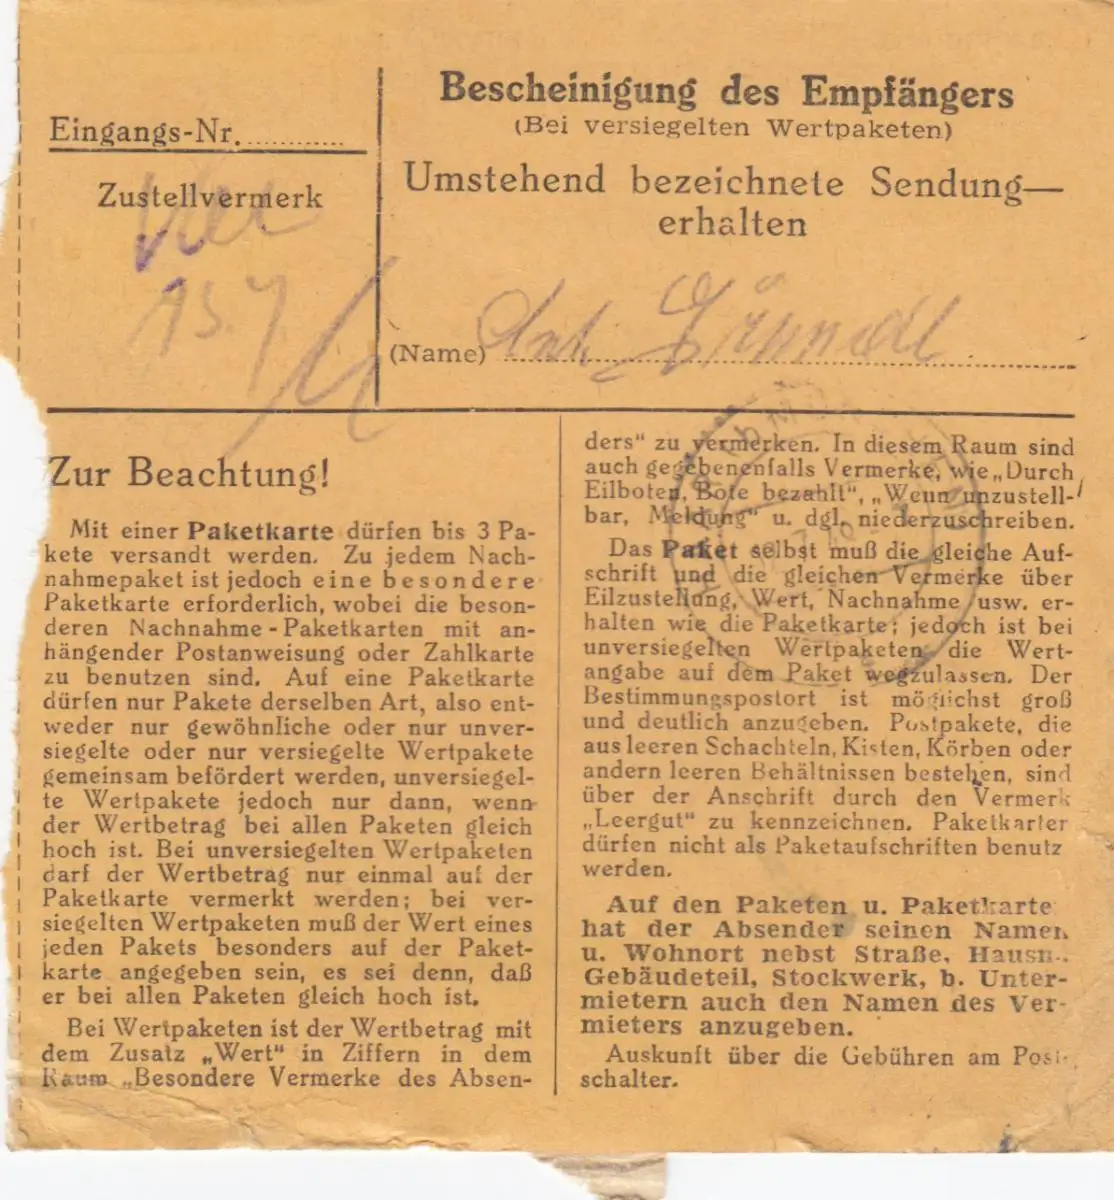 Eingangs-Nr.
Zustellvermerk
15.7
Bescheinigung des Empfängers
(Bei versiegelten Wertpaketen)
Umstehend bezeichnete Sendung—
erhalten
(Name)
Zur Beachtung!
Mit einer Paketkarte dürfen bis 3 Pa-
kete versandt werden. Zu jedem Nach-
nahmepaket ist jedoch eine besondere
Paketkarte erforderlich, wobei die beson-
deren Nachnahme-Paketkarten mit an-
hängender Postanweisung oder Zahlkarte
zu benutzen sind. Auf eine Paketkarte
dürfen nur Pakete derselben Art, also ent-
weder nur gewöhnliche oder nur unver-
siegelte oder nur versiegelte Wertpakete
gemeinsam befördert werden, unversiegel-
te Wertpakete jedoch nur dann, wenn
der Wertbetrag bei allen Paketen gleich
hoch ist. Bei unversiegelten Wertpaketen
darf der Wertbetrag nur einmal auf der
Paketkarte vermerkt werden; bei ver-
siegelten Wertpaketen muß der Wert eines
jeden Pakets besonders auf der Paket-
karte angegeben sein, es sei denn, daß
er bei allen Paketen gleich hoch ist.
Bei Wertpaketen ist der Wertbetrag mit
dem Zusatz „Wert" in Ziffern in dem
Raum „Besondere Vermerke des Absen-
ders" zu vermerken. In diesem Raum sind
auch gegebenenfalls Vermerke, wie „Durch
Eilboten, Bote bezahlt", „Wenn unzustell-
bar, Meldung" u. dgl. niederzuschreiben.
Das Paket selbst muß die gleiche Auf-
schrift und die gleichen Vermerke über
Eilzustellung, Wert, Nachnahme usw. er-
halten wie die Paketkarte; jedoch ist bei
unversiegelten Wertpaketen die Wert-
angabe auf dem Paket wegzulassen. Der
Bestimmungspostort ist möglichst groß
und deutlich anzugeben. Postpakete, die
aus leeren Schachteln, Kisten, Körben oder
andern leeren Behältnissen bestehen, sind
über der Anschrift durch den Vermerk
„Leergut" zu kennzeichnen. Paketkarten
dürfen nicht als Paketaufschriften benutz
werden.
Auf den Paketen u. Paketkarte
hat der Absender seinen Namen
u. Wohnort nebst Straße, Hausn.
Gebäudeteil, Stockwerk, b. Unter-
mietern auch den Namen des Ver-
mieters anzugeben.
Auskunft über die Gebühren am Post-
schalter.